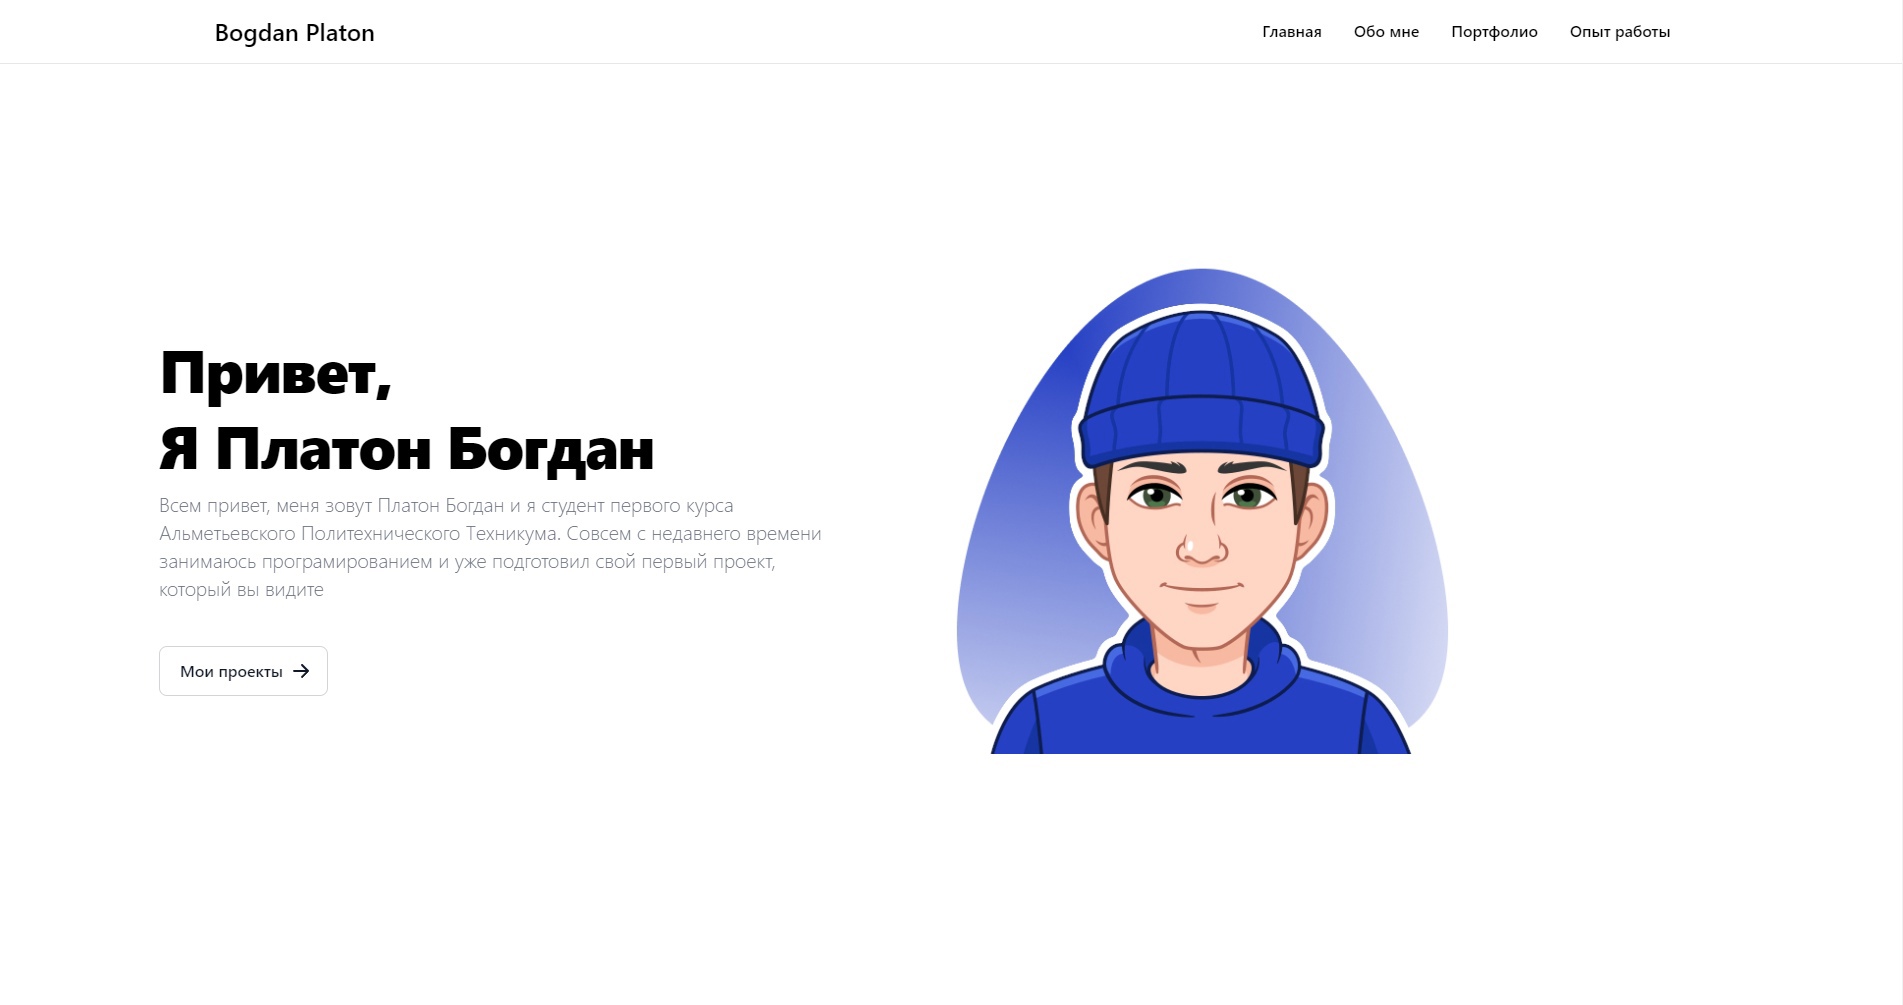 Bogdan Platon
Главная
Обо мне
Портфолио
Опыт работы
Привет,
Я Платон Богдан
Всем привет, меня зовут Платон Богдан и я студент первого курса
Альметьевского Политехнического Техникума. Совсем с недавнего времени
занимаюсь програмированием и уже подготовил свой первый проект,
который вы видите
Мои проекты